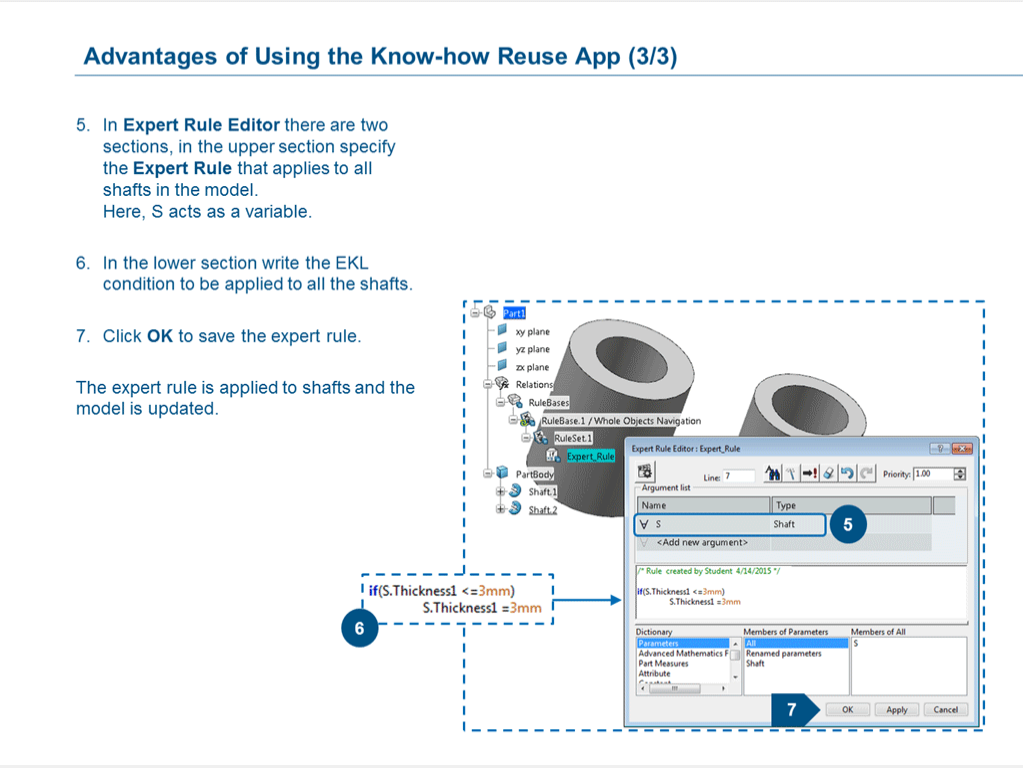 Advantages of Using the Know-how Reuse App (3/3)
5. In Expert Rule Editor there are two
sections, in the upper section specify
the Expert Rule that applies to all
shafts in the model.
Here, S acts as a variable.
6. In the lower section write the EKL
condition to be applied to all the shafts.
7. Click OK to save the expert rule.
The expert rule is applied to shafts and the
model is updated.
Part1
xy plane
yz plane
zx plane
Relations
RuleBases
RuleBase.1 / Whole Objects Navigation
RuleSet.1
Expert_Rule
PartBody
Shaft.1
Shaft.2
if(S.Thickness1 <=3mm)
S.Thickness1 =3mm
6
Expert Rule Editor : Expert_Rule
Line: 7
Priority: 1.00
Argument list
Name Type
∀ S Shaft
5
∀ <Add new argument>
/* Rule created by Student 4/14/2015 */
if(S.Thickness1 <=3mm)
S.Thickness1 =3mm
Dictionary Members of Parameters Members of All
Parameters All S
Advanced Mathematics F Renamed parameters
Part Measures Shaft
Attribute
7
OK Apply Cancel